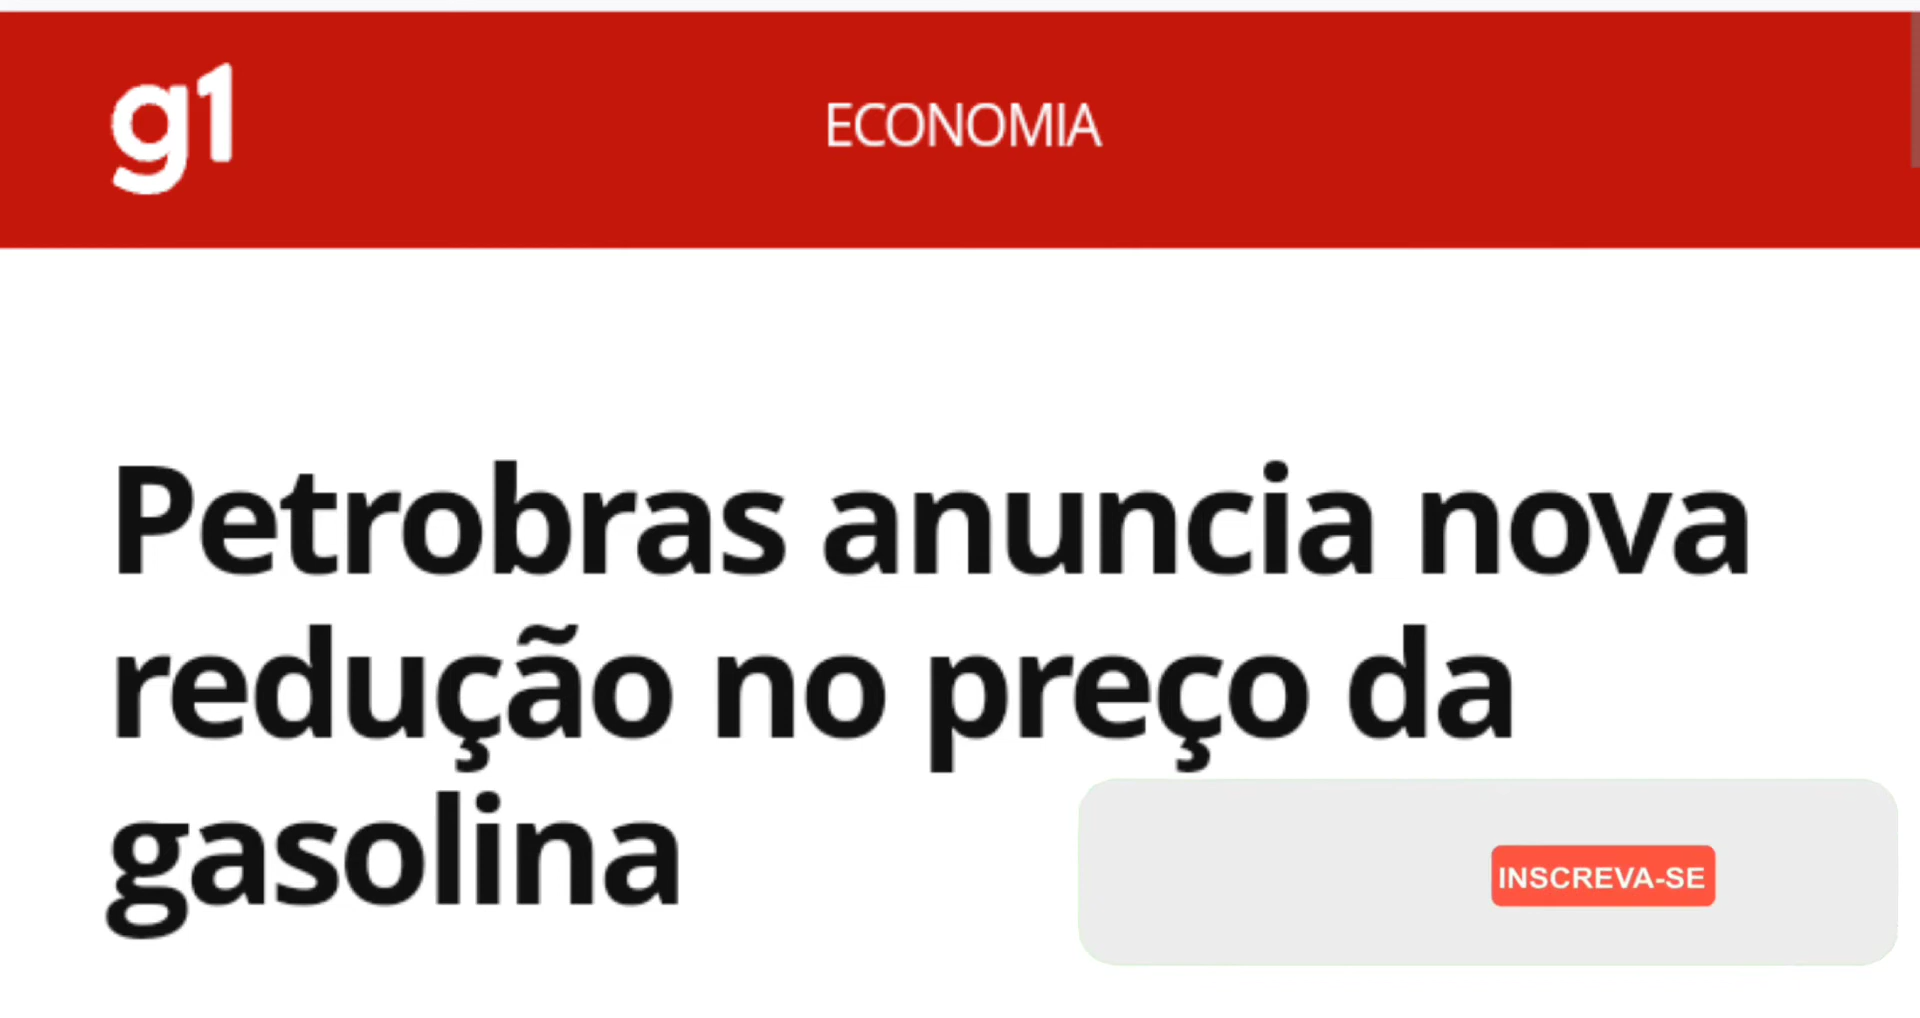 g1
ECONOMIA
Petrobras anuncia nova
redução no preço da
gasolina
INSCREVA-SE